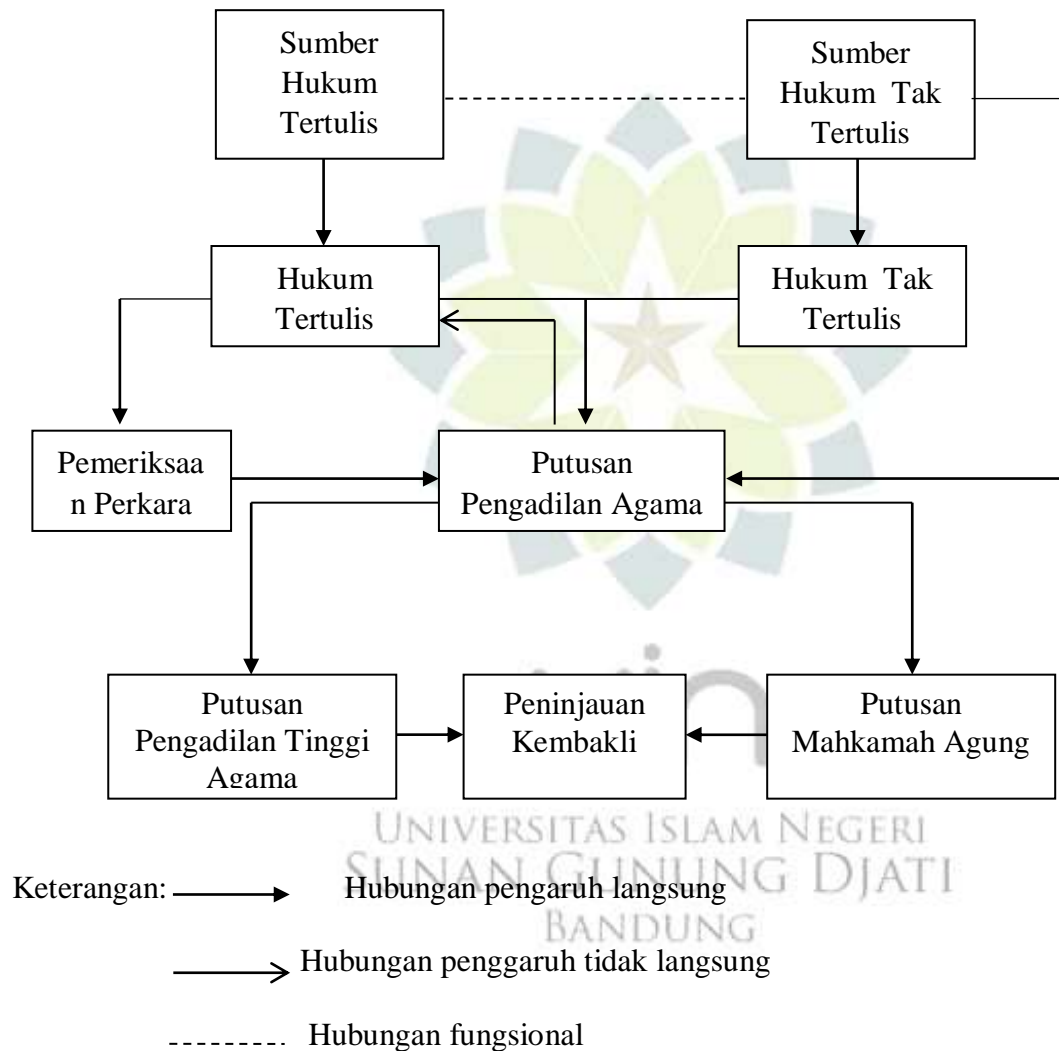 Sumber
Hukum
Tertulis
Sumber
Hukum Tak
Tertulis
Hukum
Tertulis
Hukum Tak
Tertulis
Pemeriksaa
n Perkara
Putusan
Pengadilan Agama
Putusan
Pengadilan Tinggi
Agama
Peninjauan
Kembakli
Putusan
Mahkamah Agung
UNIVERSITAS ISLAM NEGERI
SUNAN GUNUNG DJATI
BANDUNG
Keterangan:
Hubungan pengaruh langsung
Hubungan penggaruh tidak langsung
Hubungan fungsional